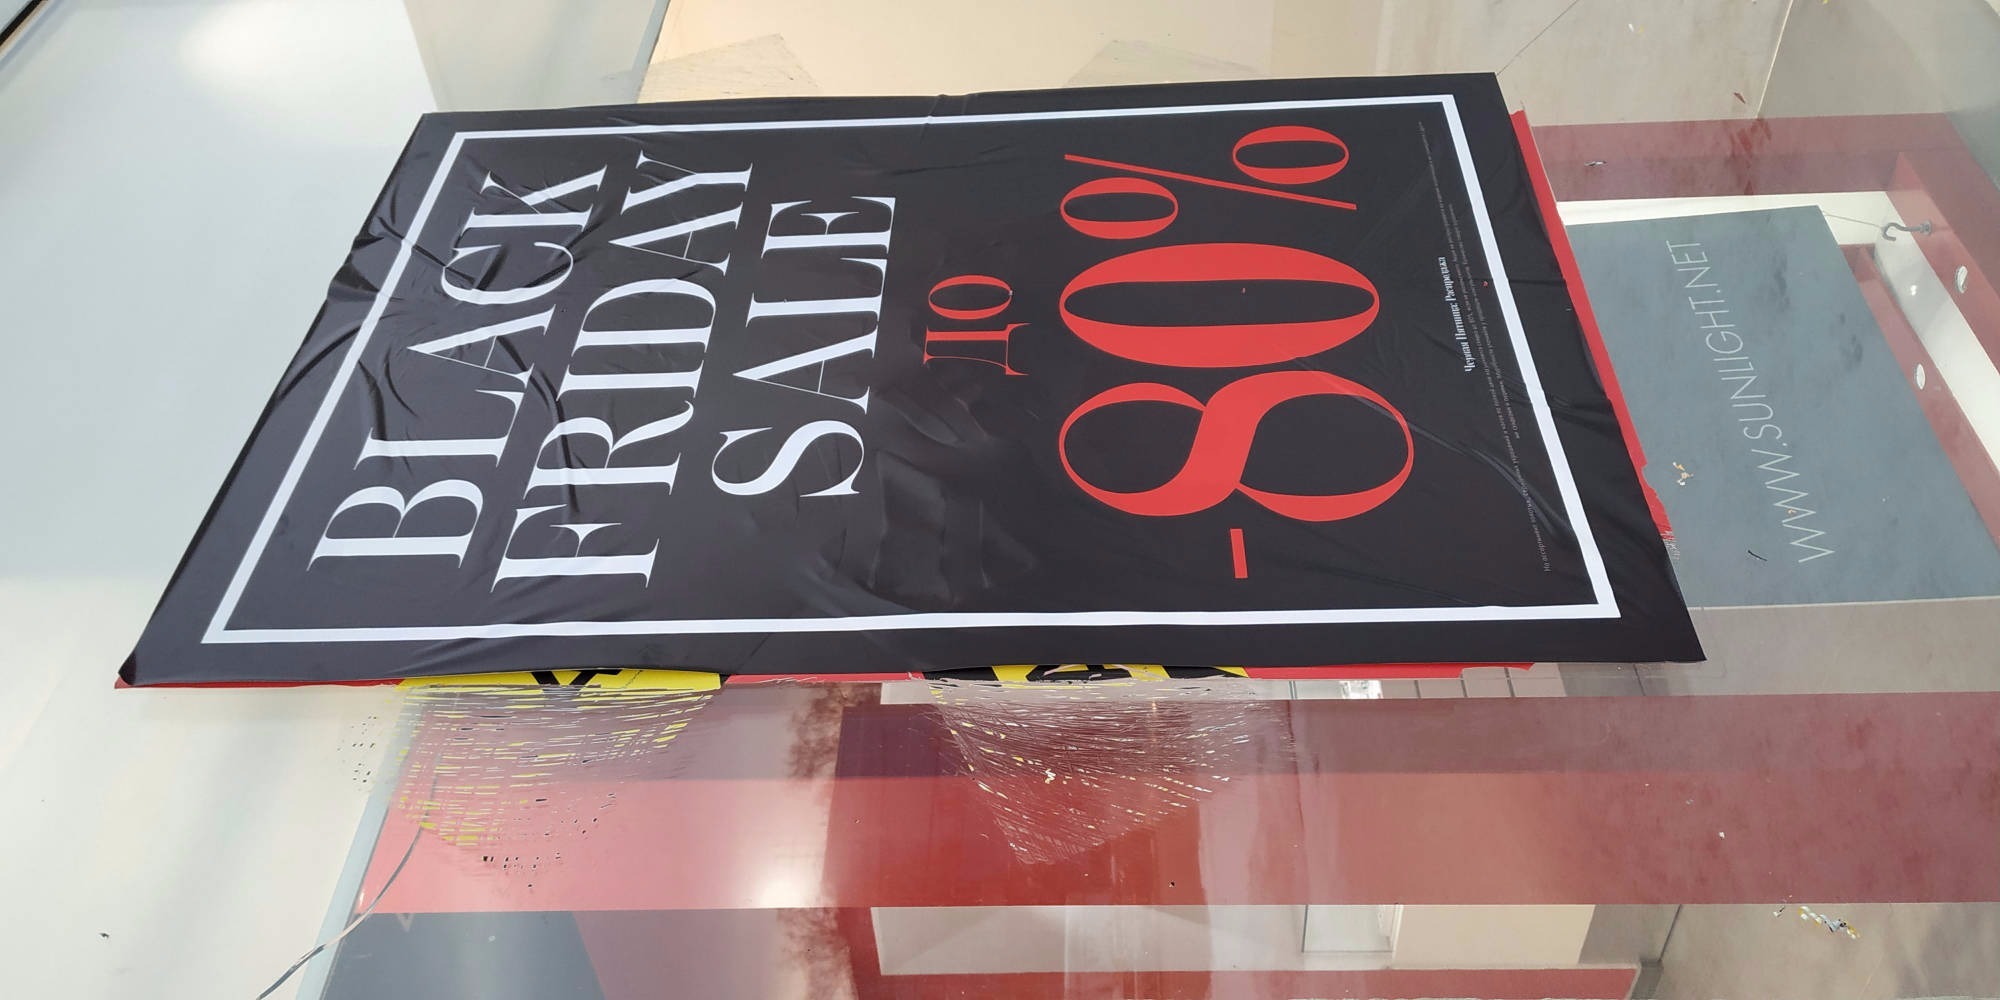 BLACK
FRIDAY
SALE
ДО
-80%
Черная Пятница: Распродажа
WWW.SUNLIGHT.NET